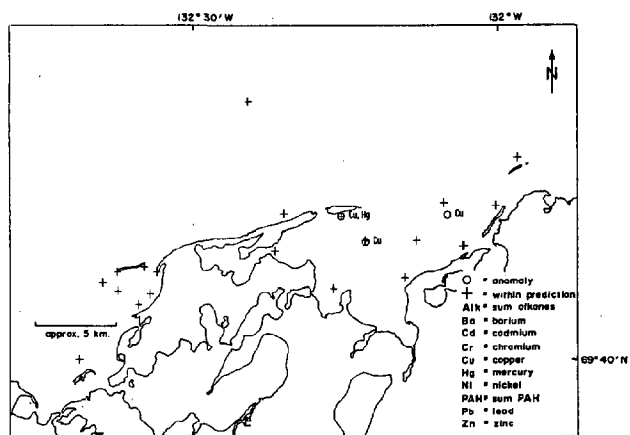 132° 30' W
132° W
N
Cu, Hg
Cu
Cu
anomaly
within prediction
Alk = sum alkanes
Ba = barium
Cd = cadmium
Cr = chromium
Cu = copper
Hg = mercury
Ni = nickel
PAH = sum PAH
Pb = lead
Zn = zinc
approx. 5 km.
69° 40' N